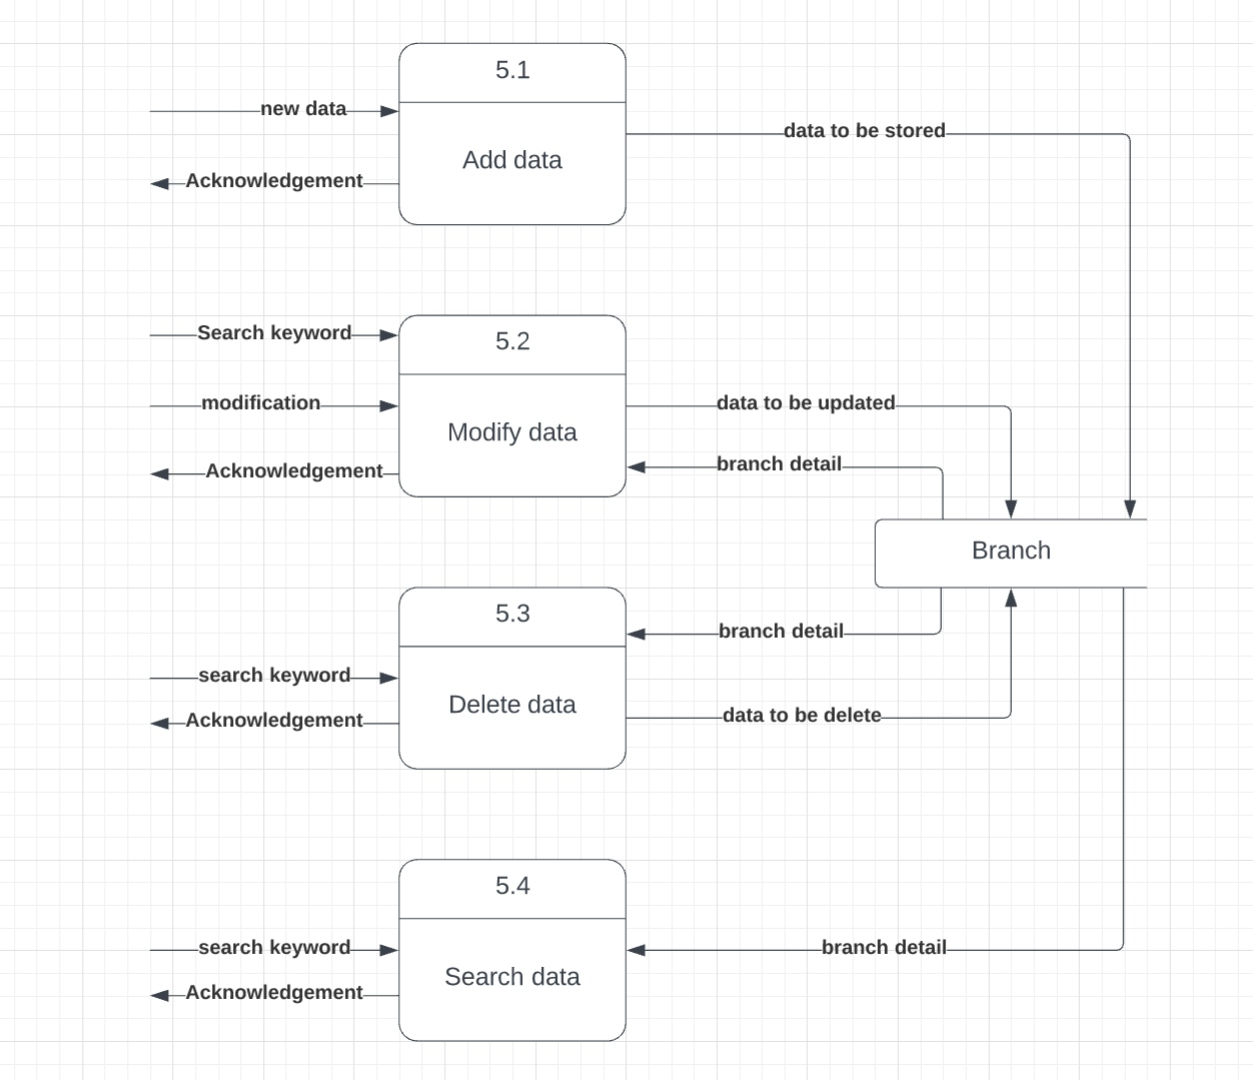 5.1
new data
Add data
data to be stored
Acknowledgement
Search keyword
5.2
modification
Modify data
data to be updated
Acknowledgement
branch detail
Branch
5.3
branch detail
search keyword
Delete data
Acknowledgement
data to be delete
5.4
search keyword
branch detail
Search data
Acknowledgement